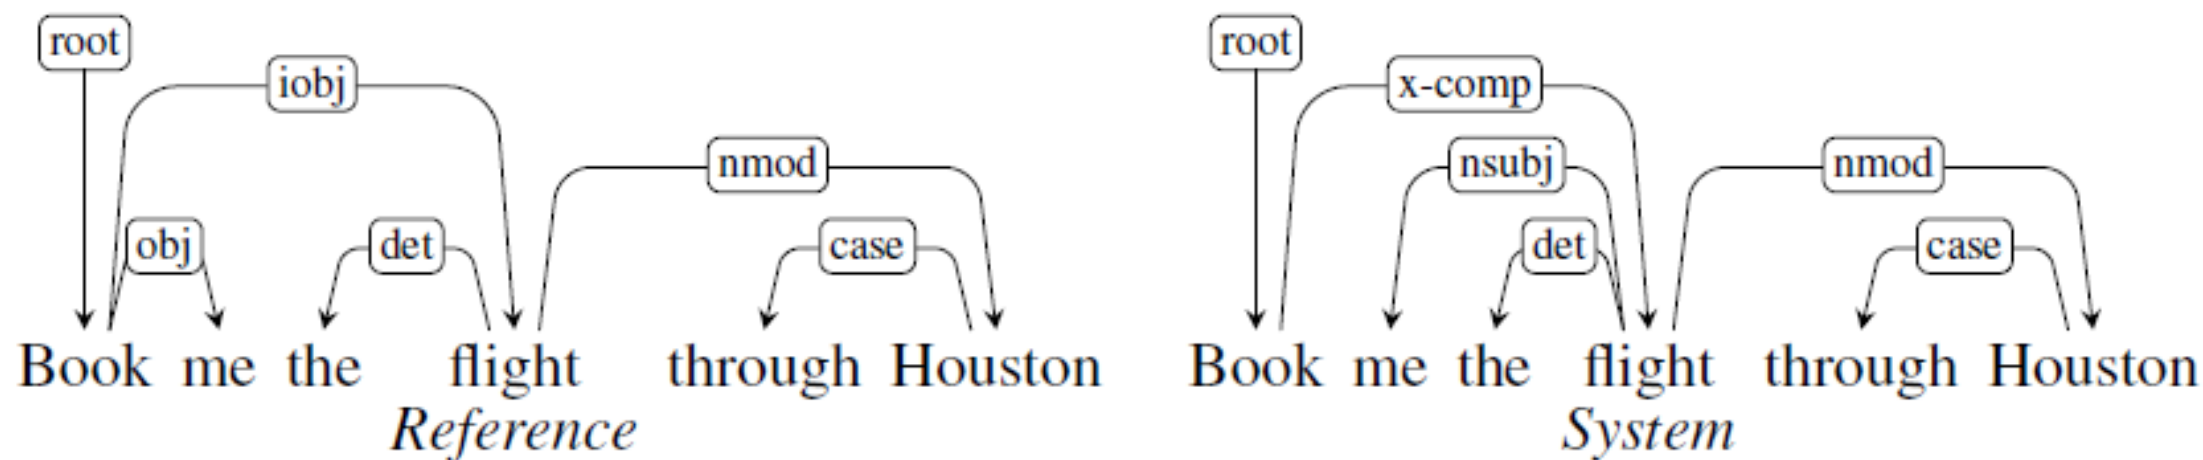 root root
iobj x-comp
nmod nsubj nmod
obj det case det case
Book me the flight through Houston Book me the flight through Houston
Reference System